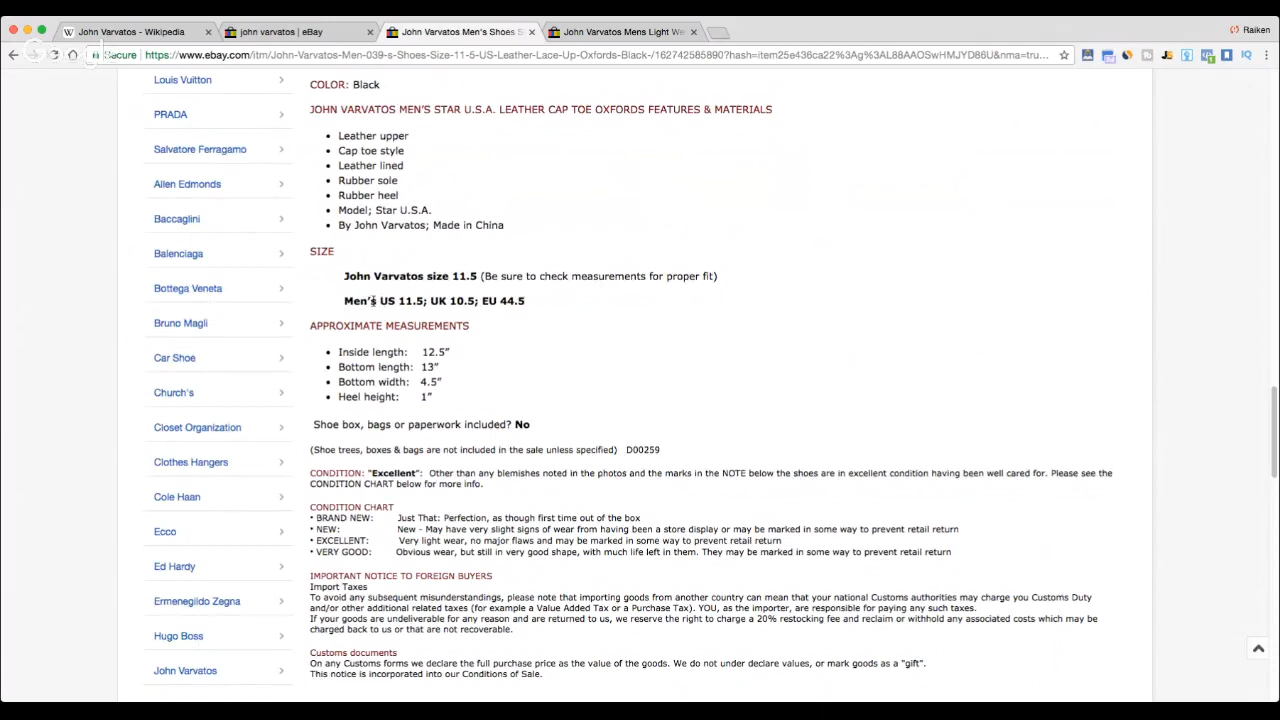 John Varvatos - Wikipedia
john varvatos | eBay
John Varvatos Men's Shoes S
John Varvatos Mens Light We
Raiken
Secure
https://www.ebay.com/itm/John-Varvatos-Men-039-s-Shoes-Size-11-5-US-Leather-Lace-Up-Oxfords-Black-/162742585890?hash=item25e436ca22%3Ag%3AL88AAOSwHMJYD86U&nma=tru...
Louis Vuitton
PRADA
Salvatore Ferragamo
Allen Edmonds
Baccaglini
Balenciaga
Bottega Veneta
Bruno Magli
Car Shoe
Church's
Closet Organization
Clothes Hangers
Cole Haan
Ecco
Ed Hardy
Ermenegildo Zegna
Hugo Boss
John Varvatos
COLOR: Black
JOHN VARVATOS MEN'S STAR U.S.A. LEATHER CAP TOE OXFORDS FEATURES & MATERIALS
• Leather upper
• Cap toe style
• Leather lined
• Rubber sole
• Rubber heel
• Model; Star U.S.A.
• By John Varvatos; Made in China
SIZE
John Varvatos size 11.5 (Be sure to check measurements for proper fit)
Men's US 11.5; UK 10.5; EU 44.5
APPROXIMATE MEASUREMENTS
• Inside length: 12.5"
• Bottom length: 13"
• Bottom width: 4.5"
• Heel height: 1"
Shoe box, bags or paperwork included? No
(Shoe trees, boxes & bags are not included in the sale unless specified) D00259
CONDITION: "Excellent": Other than any blemishes noted in the photos and the marks in the NOTE below the shoes are in excellent condition having been well cared for. Please see the
CONDITION CHART below for more info.
CONDITION CHART
• BRAND NEW: Just That: Perfection, as though first time out of the box
• NEW: New - May have very slight signs of wear from having been a store display or may be marked in some way to prevent retail return
• EXCELLENT: Very light wear, no major flaws and may be marked in some way to prevent retail return
• VERY GOOD: Obvious wear, but still in very good shape, with much life left in them. They may be marked in some way to prevent retail return
IMPORTANT NOTICE TO FOREIGN BUYERS
Import Taxes
To avoid any subsequent misunderstandings, please note that importing goods from another country can mean that your national Customs authorities may charge you Customs Duty
and/or other additional related taxes (for example a Value Added Tax or a Purchase Tax). YOU, as the importer, are responsible for paying any such taxes.
If your goods are undeliverable for any reason and are returned to us, we reserve the right to charge a 20% restocking fee and reclaim or withhold any associated costs which may be
charged back to us or that are not recoverable.
Customs documents
On any Customs forms we declare the full purchase price as the value of the goods. We do not under declare values, or mark goods as a "gift".
This notice is incorporated into our Conditions of Sale.